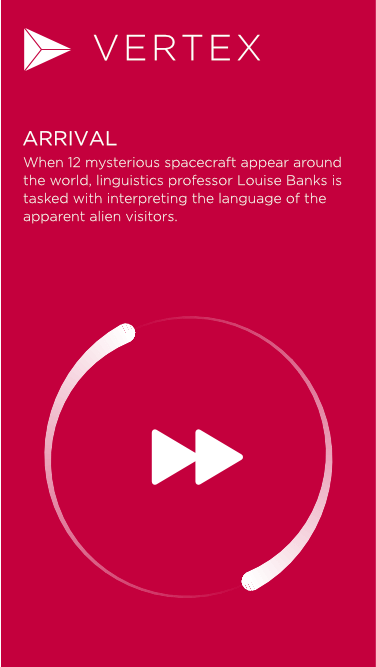 VERTEX
ARRIVAL
When 12 mysterious spacecraft appear around
the world, linguistics professor Louise Banks is
tasked with interpreting the language of the
apparent alien visitors.